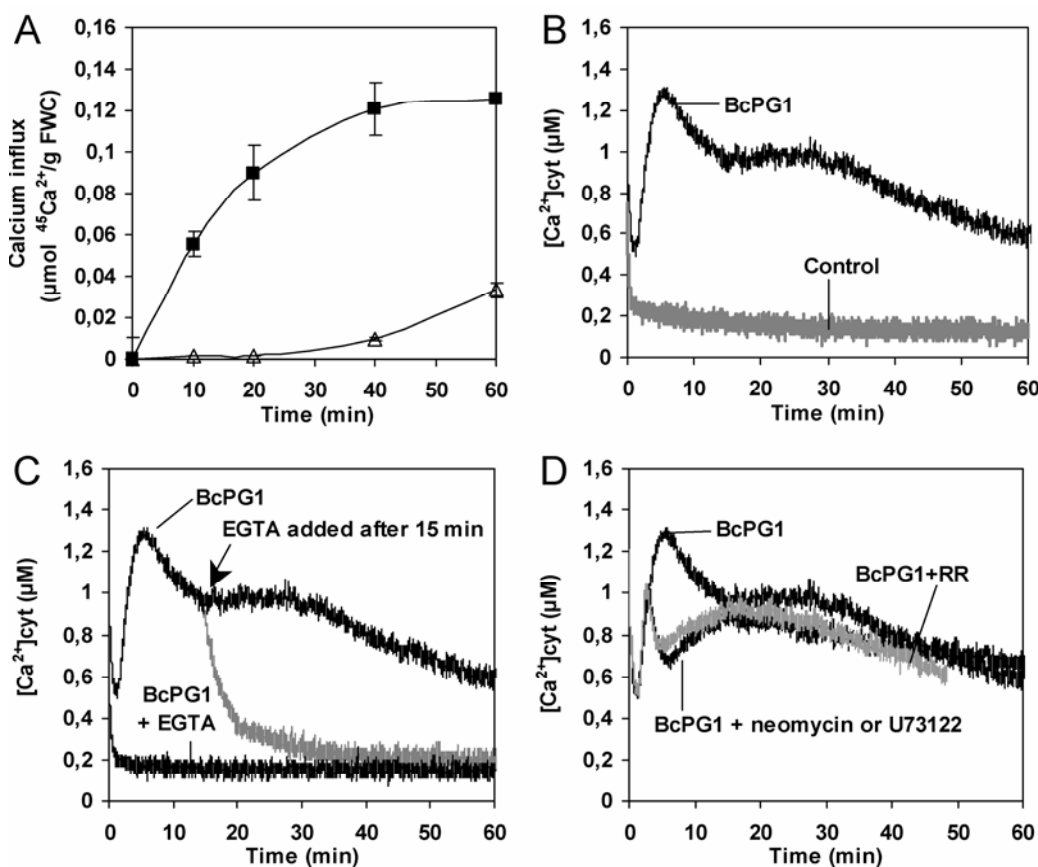 A
Calcium influx
(µmol ⁴⁵Ca²⁺/g FWC)
0,16
0,14
0,12
0,1
0,08
0,06
0,04
0,02
0
0 10 20 30 40 50 60
Time (min)
B
[Ca²⁺]cyt (µM)
1,6
1,4
1,2
1
0,8
0,6
0,4
0,2
0
BcPG1
Control
0 10 20 30 40 50 60
Time (min)
C
[Ca²⁺]cyt (µM)
1,6
1,4
1,2
1
0,8
0,6
0,4
0,2
0
BcPG1
EGTA added after 15 min
BcPG1
+ EGTA
0 10 20 30 40 50 60
Time (min)
D
[Ca²⁺]cyt (µM)
1,6
1,4
1,2
1
0,8
0,6
0,4
0,2
0
BcPG1
BcPG1+RR
BcPG1 + neomycin or U73122
0 10 20 30 40 50 60
Time (min)